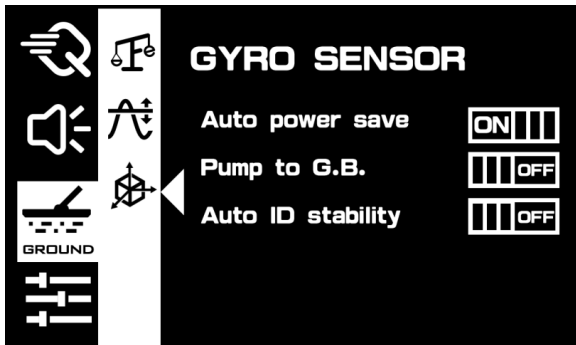 GYRO SENSOR
Auto power save ON
Pump to G.B. OFF
Auto ID stability OFF
GROUND